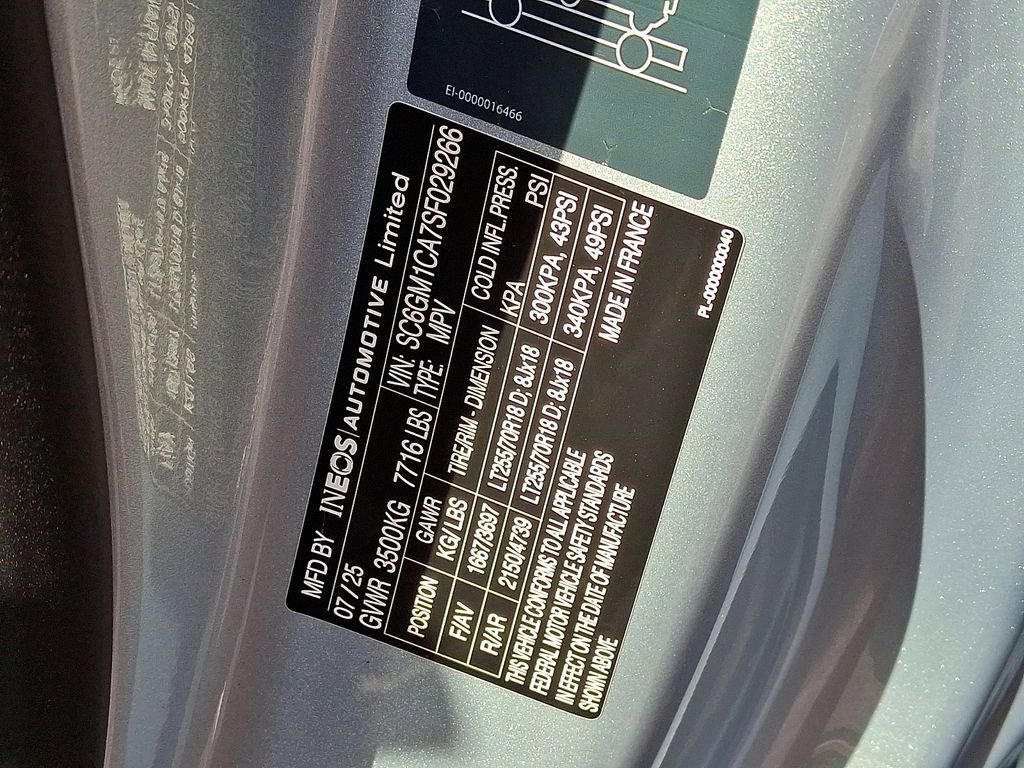 EI-0000016466
MFD BY INEOS | AUTOMOTIVE Limited
07 / 25 VIN: SC6GM1CA7SF029266
GVWR 3500KG 7716 LBS TYPE: MPV
POSITION GAWR TIRE/RIM - DIMENSION COLD INFL. PRESS.
KG/ LBS KPA PSI
F/AV 1667/3697 LT255/70R18 D; 8Jx18 300KPA, 43PSI
R/AR 2150/4739 LT255/70R18 D; 8Jx18 340KPA, 49PSI
THIS VEHICLE CONFORMS TO ALL APPLICABLE MADE IN FRANCE
FEDERAL MOTOR VEHICLE SAFETY STANDARDS
IN EFFECT ON THE DATE OF MANUFACTURE
SHOWN ABOVE
PL-0000000040